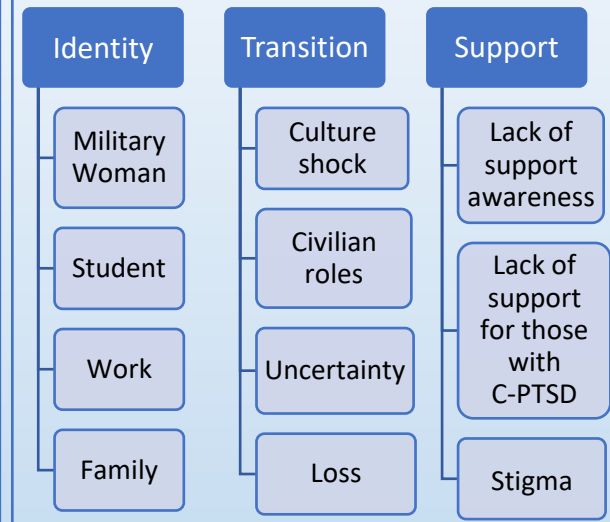 Identity
Military
Woman
Student
Work
Family
Transition
Culture
shock
Civilian
roles
Uncertainty
Loss
Support
Lack of
support
awareness
Lack of
support
for those
with
C-PTSD
Stigma